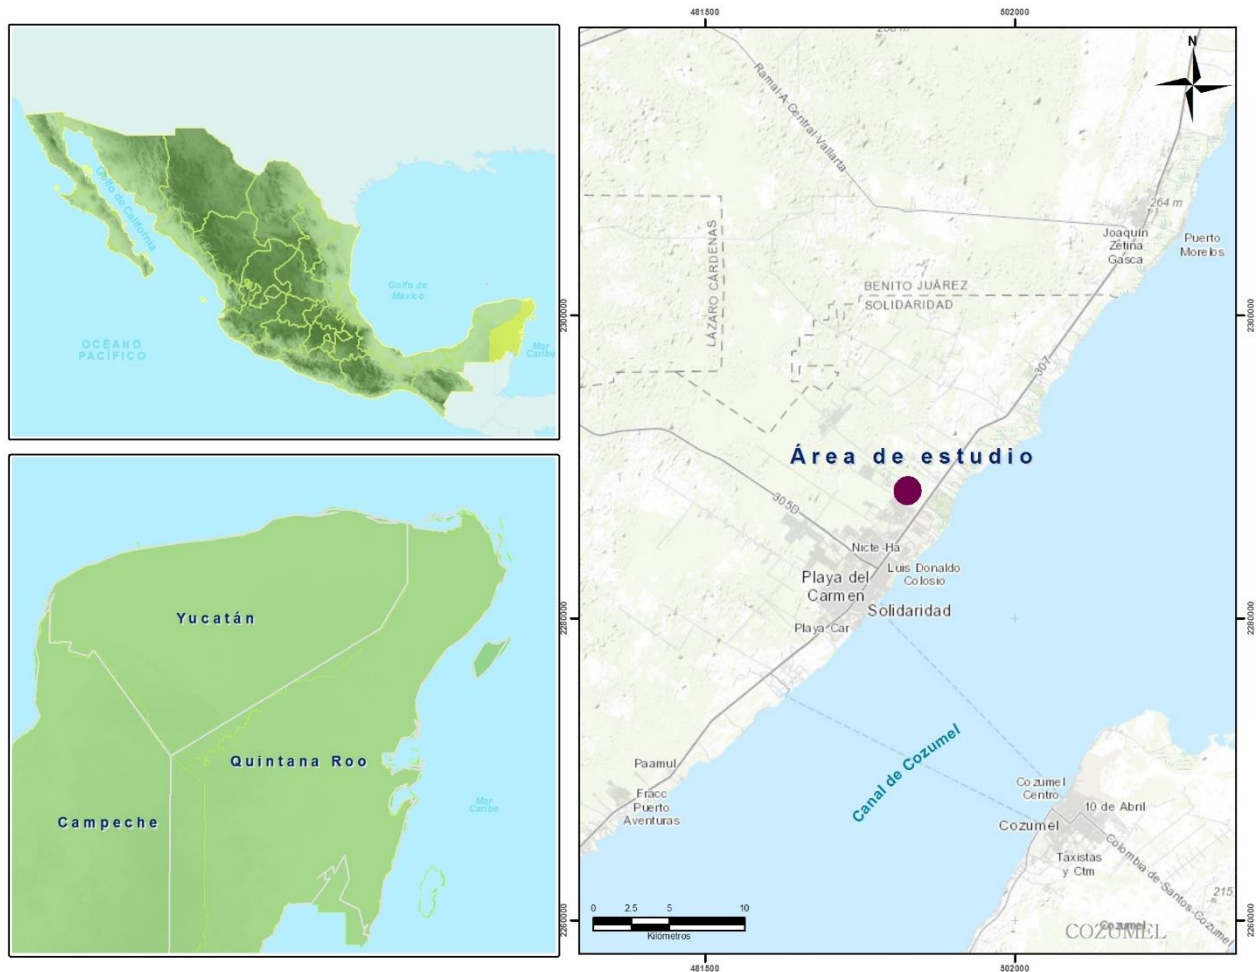 Golfo de California
Golfo de
México
OCÉANO
PACÍFICO
Mar
Caribe
Yucatán
Quintana Roo
Campeche
Mar
Caribe
481500
502000
N
Ramal-A-Central-Vallarta
264 m
Joaquín
Zetina
Gasca
Puerto
Morelos
LÁZARO CÁRDENAS
BENITO JUÁREZ
SOLIDARIDAD
2300000
2300000
307
Área de estudio
305D
Nicte-Ha
Luis Donaldo
Colosio
Playa del
Carmen
Solidaridad
Playa Car
2280000
2280000
Canal de Cozumel
Paamul
Fracc
Puerto
Aventuras
Cozumel
Centro
10 de Abril
Cozumel
Taxistas
y Ctm
Colombia-de-Santos-Cozumel
215
COZUMEL
Cozumel
2260000
2260000
0 2.5 5 10
Kilómetros
481500
502000